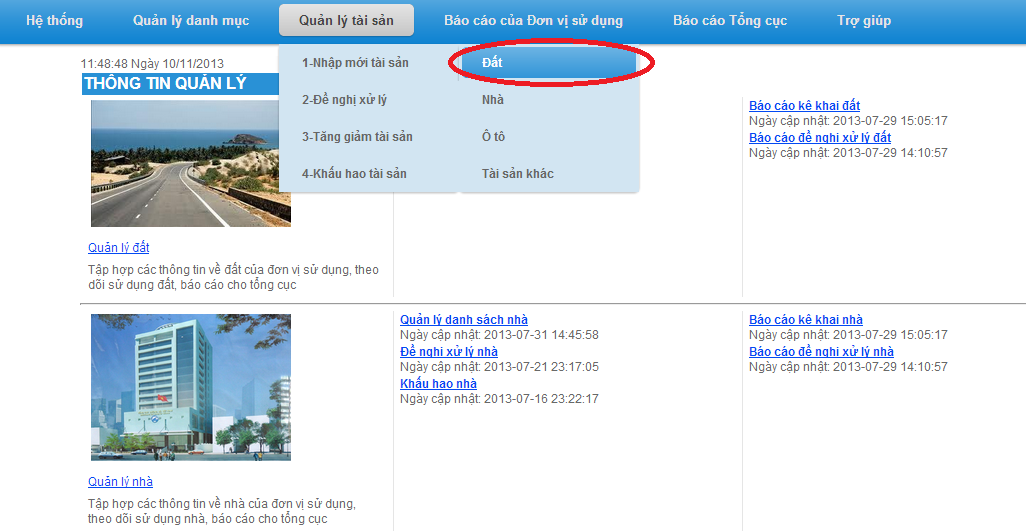 Hệ thống Quản lý danh mục Quản lý tài sản Báo cáo của Đơn vị sử dụng Báo cáo Tổng cục Trợ giúp
11:48:48 Ngày 10/11/2013
THÔNG TIN QUẢN LÝ
1-Nhập mới tài sản
2-Đề nghị xử lý
3-Tăng giảm tài sản
4-Khấu hao tài sản
Đất
Nhà
Ô tô
Tài sản khác
Báo cáo kê khai đất
Ngày cập nhật: 2013-07-29 15:05:17
Báo cáo đề nghi xử lý đất
Ngày cập nhật: 2013-07-29 14:10:57
Quản lý đất
Tập hợp các thông tin về đất của đơn vị sử dụng, theo
dõi sử dụng đất, báo cáo cho tổng cục
Quản lý danh sách nhà
Ngày cập nhật: 2013-07-31 14:45:58
Đề nghi xử lý nhà
Ngày cập nhật: 2013-07-21 23:17:05
Khấu hao nhà
Ngày cập nhật: 2013-07-16 23:22:17
Báo cáo kê khai nhà
Ngày cập nhật: 2013-07-29 15:05:17
Báo cáo đề nghi xử lý nhà
Ngày cập nhật: 2013-07-29 14:10:57
Quản lý nhà
Tập hợp các thông tin về nhà của đơn vị sử dụng,
theo dõi sử dụng nhà, báo cáo cho tổng cục